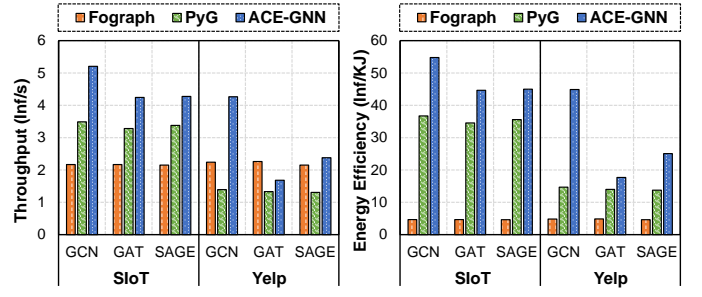 Fograph PyG ACE-GNN
Throughput (Inf/s)
6
5
4
3
2
1
0
GCN GAT SAGE GCN GAT SAGE
SIoT Yelp
Fograph PyG ACE-GNN
Energy Efficiency (Inf/KJ)
60
50
40
30
20
10
0
GCN GAT SAGE GCN GAT SAGE
SIoT Yelp